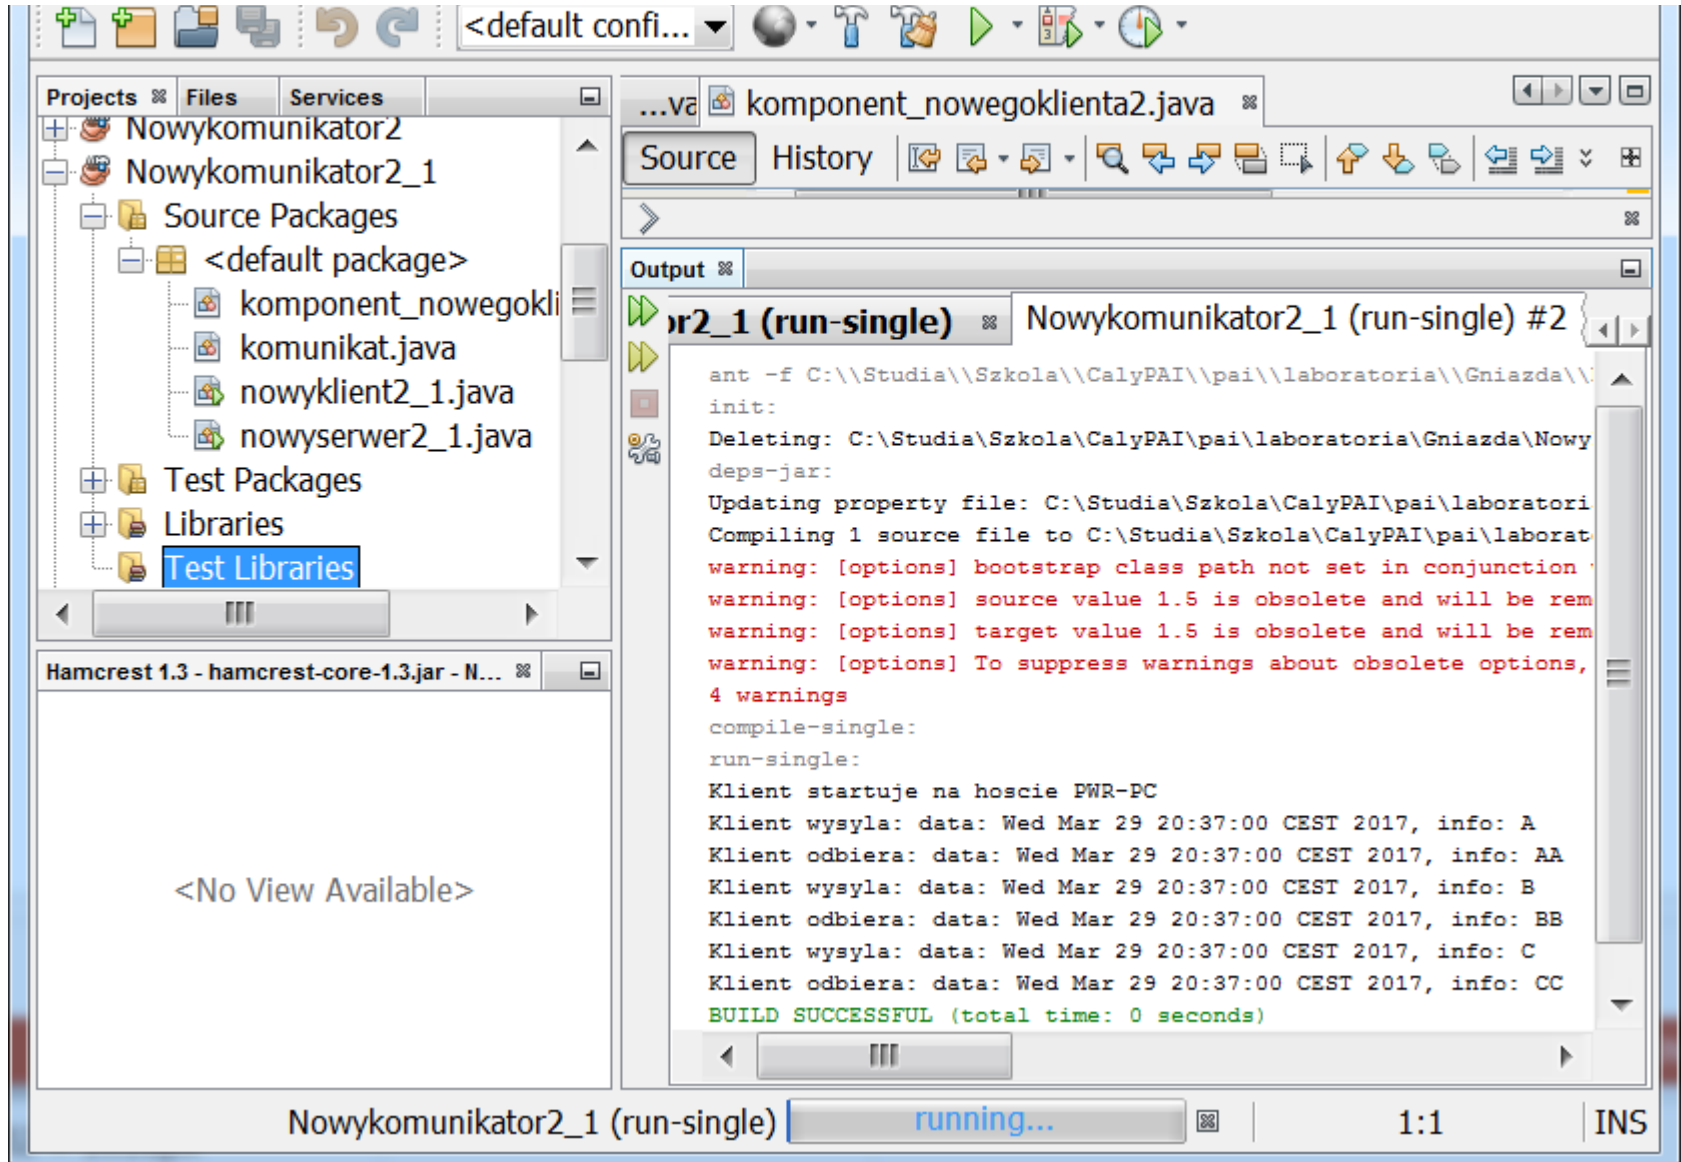 <default confi...
Projects
Files
Services
Nowykomunikator2
Nowykomunikator2_1
Source Packages
<default package>
komponent_nowegokli
komunikat.java
nowyklient2_1.java
nowyserwer2_1.java
Test Packages
Libraries
Test Libraries
Hamcrest 1.3 - hamcrest-core-1.3.jar - N...
<No View Available>
...va
komponent_nowegoklienta2.java
Source
History
Output
or2_1 (run-single)
Nowykomunikator2_1 (run-single) #2
ant -f C:\\Studia\\Szkola\\CalyPAI\\pai\\laboratoria\\Gniazda\\
init:
Deleting: C:\Studia\Szkola\CalyPAI\pai\laboratoria\Gniazda\Nowy
deps-jar:
Updating property file: C:\Studia\Szkola\CalyPAI\pai\laboratori
Compiling 1 source file to C:\Studia\Szkola\CalyPAI\pai\laborat
warning: [options] bootstrap class path not set in conjunction
warning: [options] source value 1.5 is obsolete and will be rem
warning: [options] target value 1.5 is obsolete and will be rem
warning: [options] To suppress warnings about obsolete options,
4 warnings
compile-single:
run-single:
Klient startuje na hoscie PWR-PC
Klient wysyla: data: Wed Mar 29 20:37:00 CEST 2017, info: A
Klient odbiera: data: Wed Mar 29 20:37:00 CEST 2017, info: AA
Klient wysyla: data: Wed Mar 29 20:37:00 CEST 2017, info: B
Klient odbiera: data: Wed Mar 29 20:37:00 CEST 2017, info: BB
Klient wysyla: data: Wed Mar 29 20:37:00 CEST 2017, info: C
Klient odbiera: data: Wed Mar 29 20:37:00 CEST 2017, info: CC
BUILD SUCCESSFUL (total time: 0 seconds)
Nowykomunikator2_1 (run-single)
running...
1:1
INS